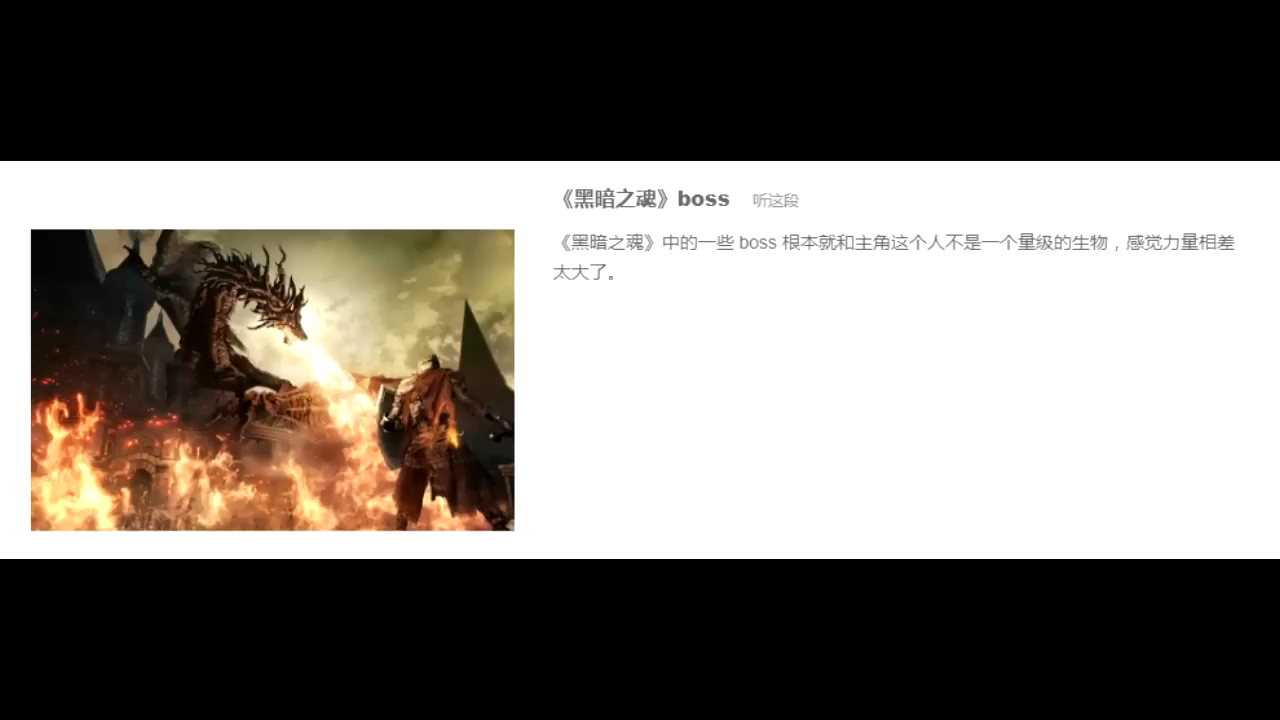 《黑暗之魂》boss 听这段
《黑暗之魂》中的一些 boss 根本就和主角这个人不是一个量级的生物，感觉力量相差
太大了。